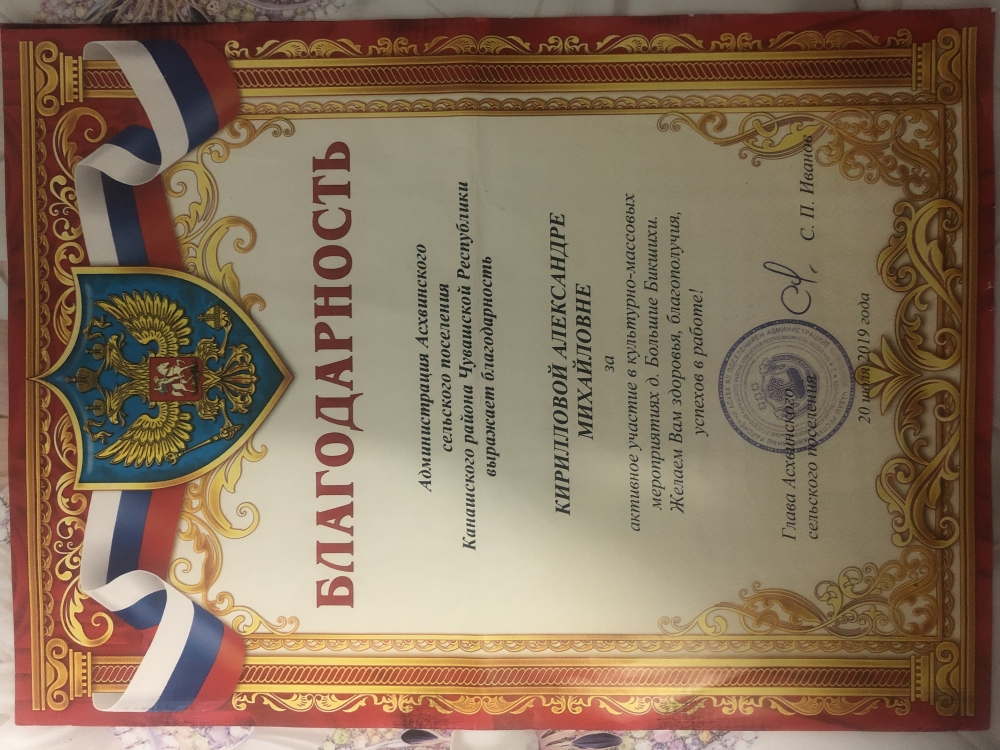 БЛАГОДАРНОСТЬ
Администрация Асхвинского
сельского поселения
Канашского района Чувашской Республики
выражает благодарность
КИРИЛЛОВОЙ АЛЕКСАНДРЕ
МИХАЙЛОВНЕ
за
активное участие в культурно-массовых
мероприятиях д. Большие Бикшихи.
Желаем Вам здоровья, благополучия,
успехов в работе!
Глава Асхвинского
сельского поселения
С. П. Иванов
20 июля 2019 года